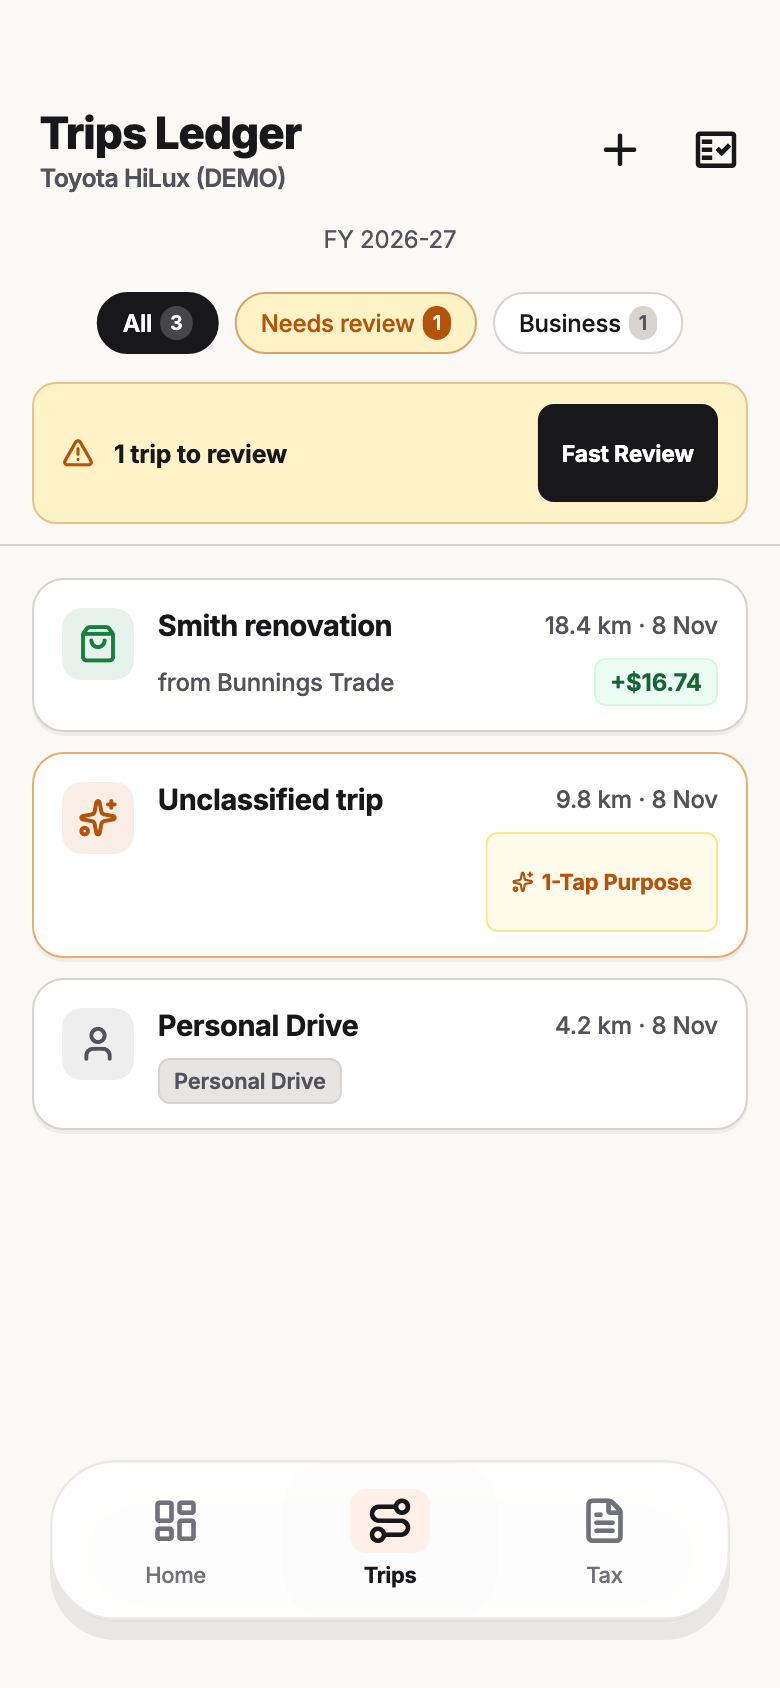 Trips Ledger
Toyota HiLux (DEMO)
FY 2026-27
All 3
Needs review 1
Business 1
1 trip to review
Fast Review
Smith renovation
18.4 km · 8 Nov
from Bunnings Trade
+$16.74
Unclassified trip
9.8 km · 8 Nov
1-Tap Purpose
Personal Drive
4.2 km · 8 Nov
Personal Drive
Home
Trips
Tax